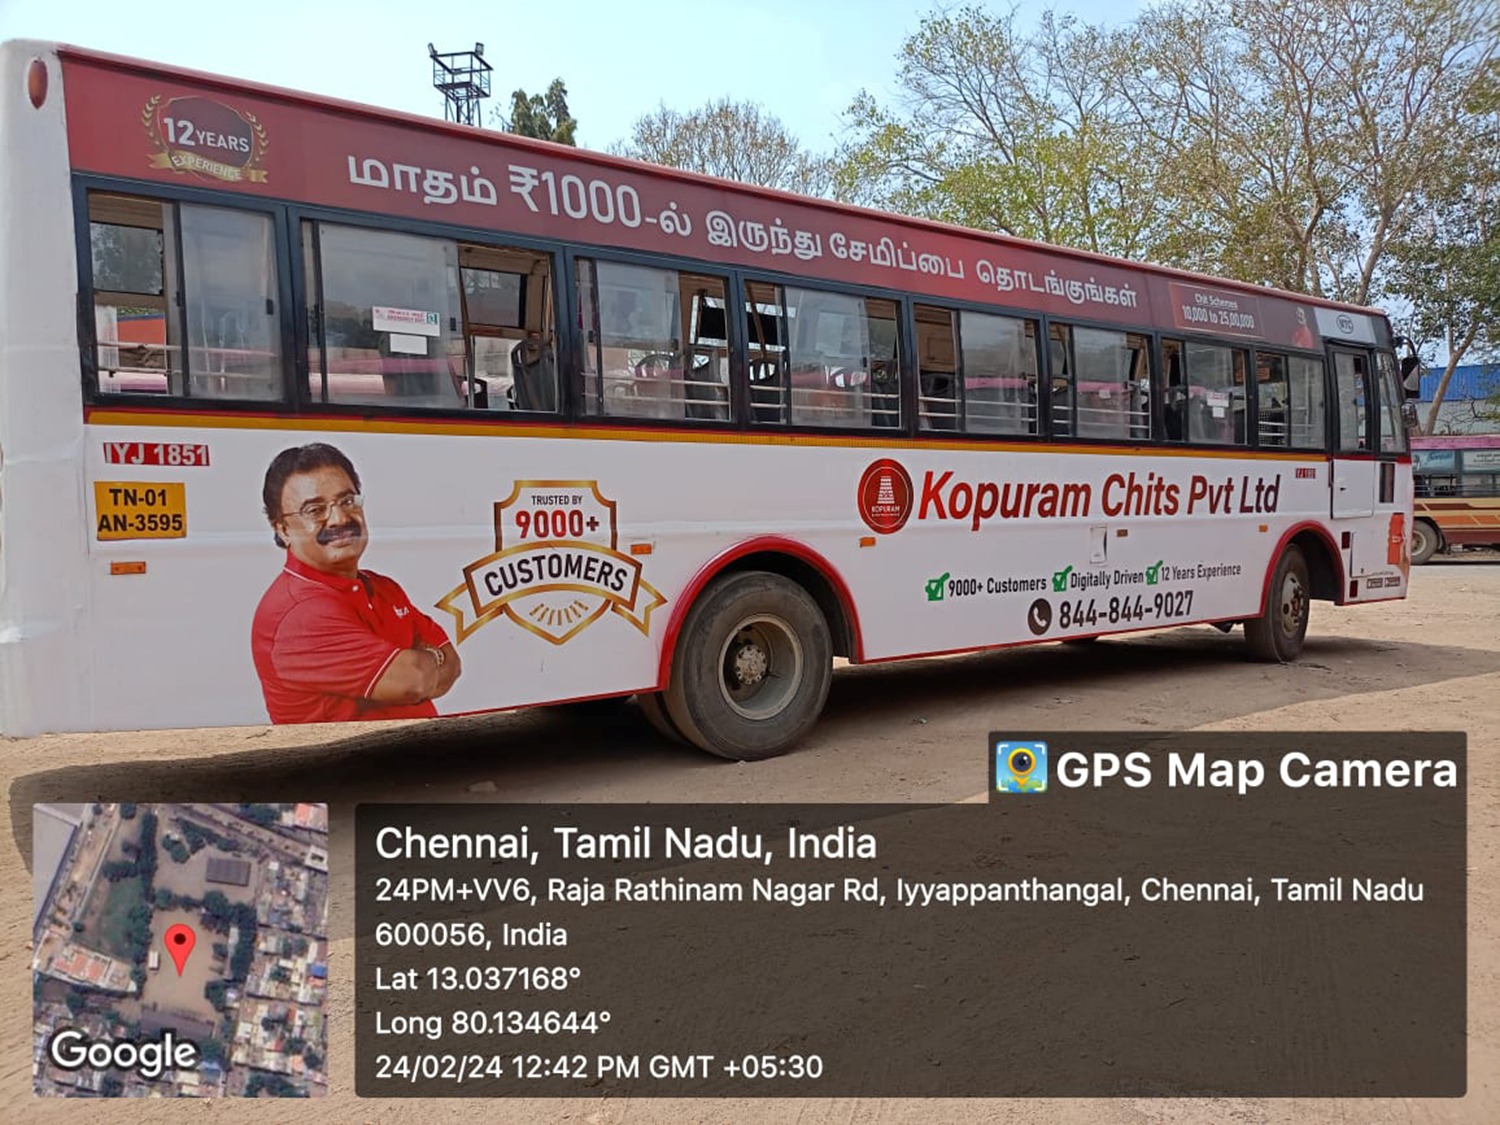 12 YEARS
EXPERIENCE
மாதம் ₹1000-ல் இருந்து சேமிப்பை தொடங்குங்கள்
Chit Schemes
10,000 to 25,00,000
MTC
IYJ 1851
TN-01
AN-3595
TRUSTED BY
9000+
CUSTOMERS
KOPURAM
Kopuram Chits Pvt Ltd
9000+ Customers Digitally Driven 12 Years Experience
844-844-9027
GPS Map Camera
Chennai, Tamil Nadu, India
24PM+VV6, Raja Rathinam Nagar Rd, Iyyappanthangal, Chennai, Tamil Nadu
600056, India
Lat 13.037168°
Long 80.134644°
24/02/24 12:42 PM GMT +05:30
Google